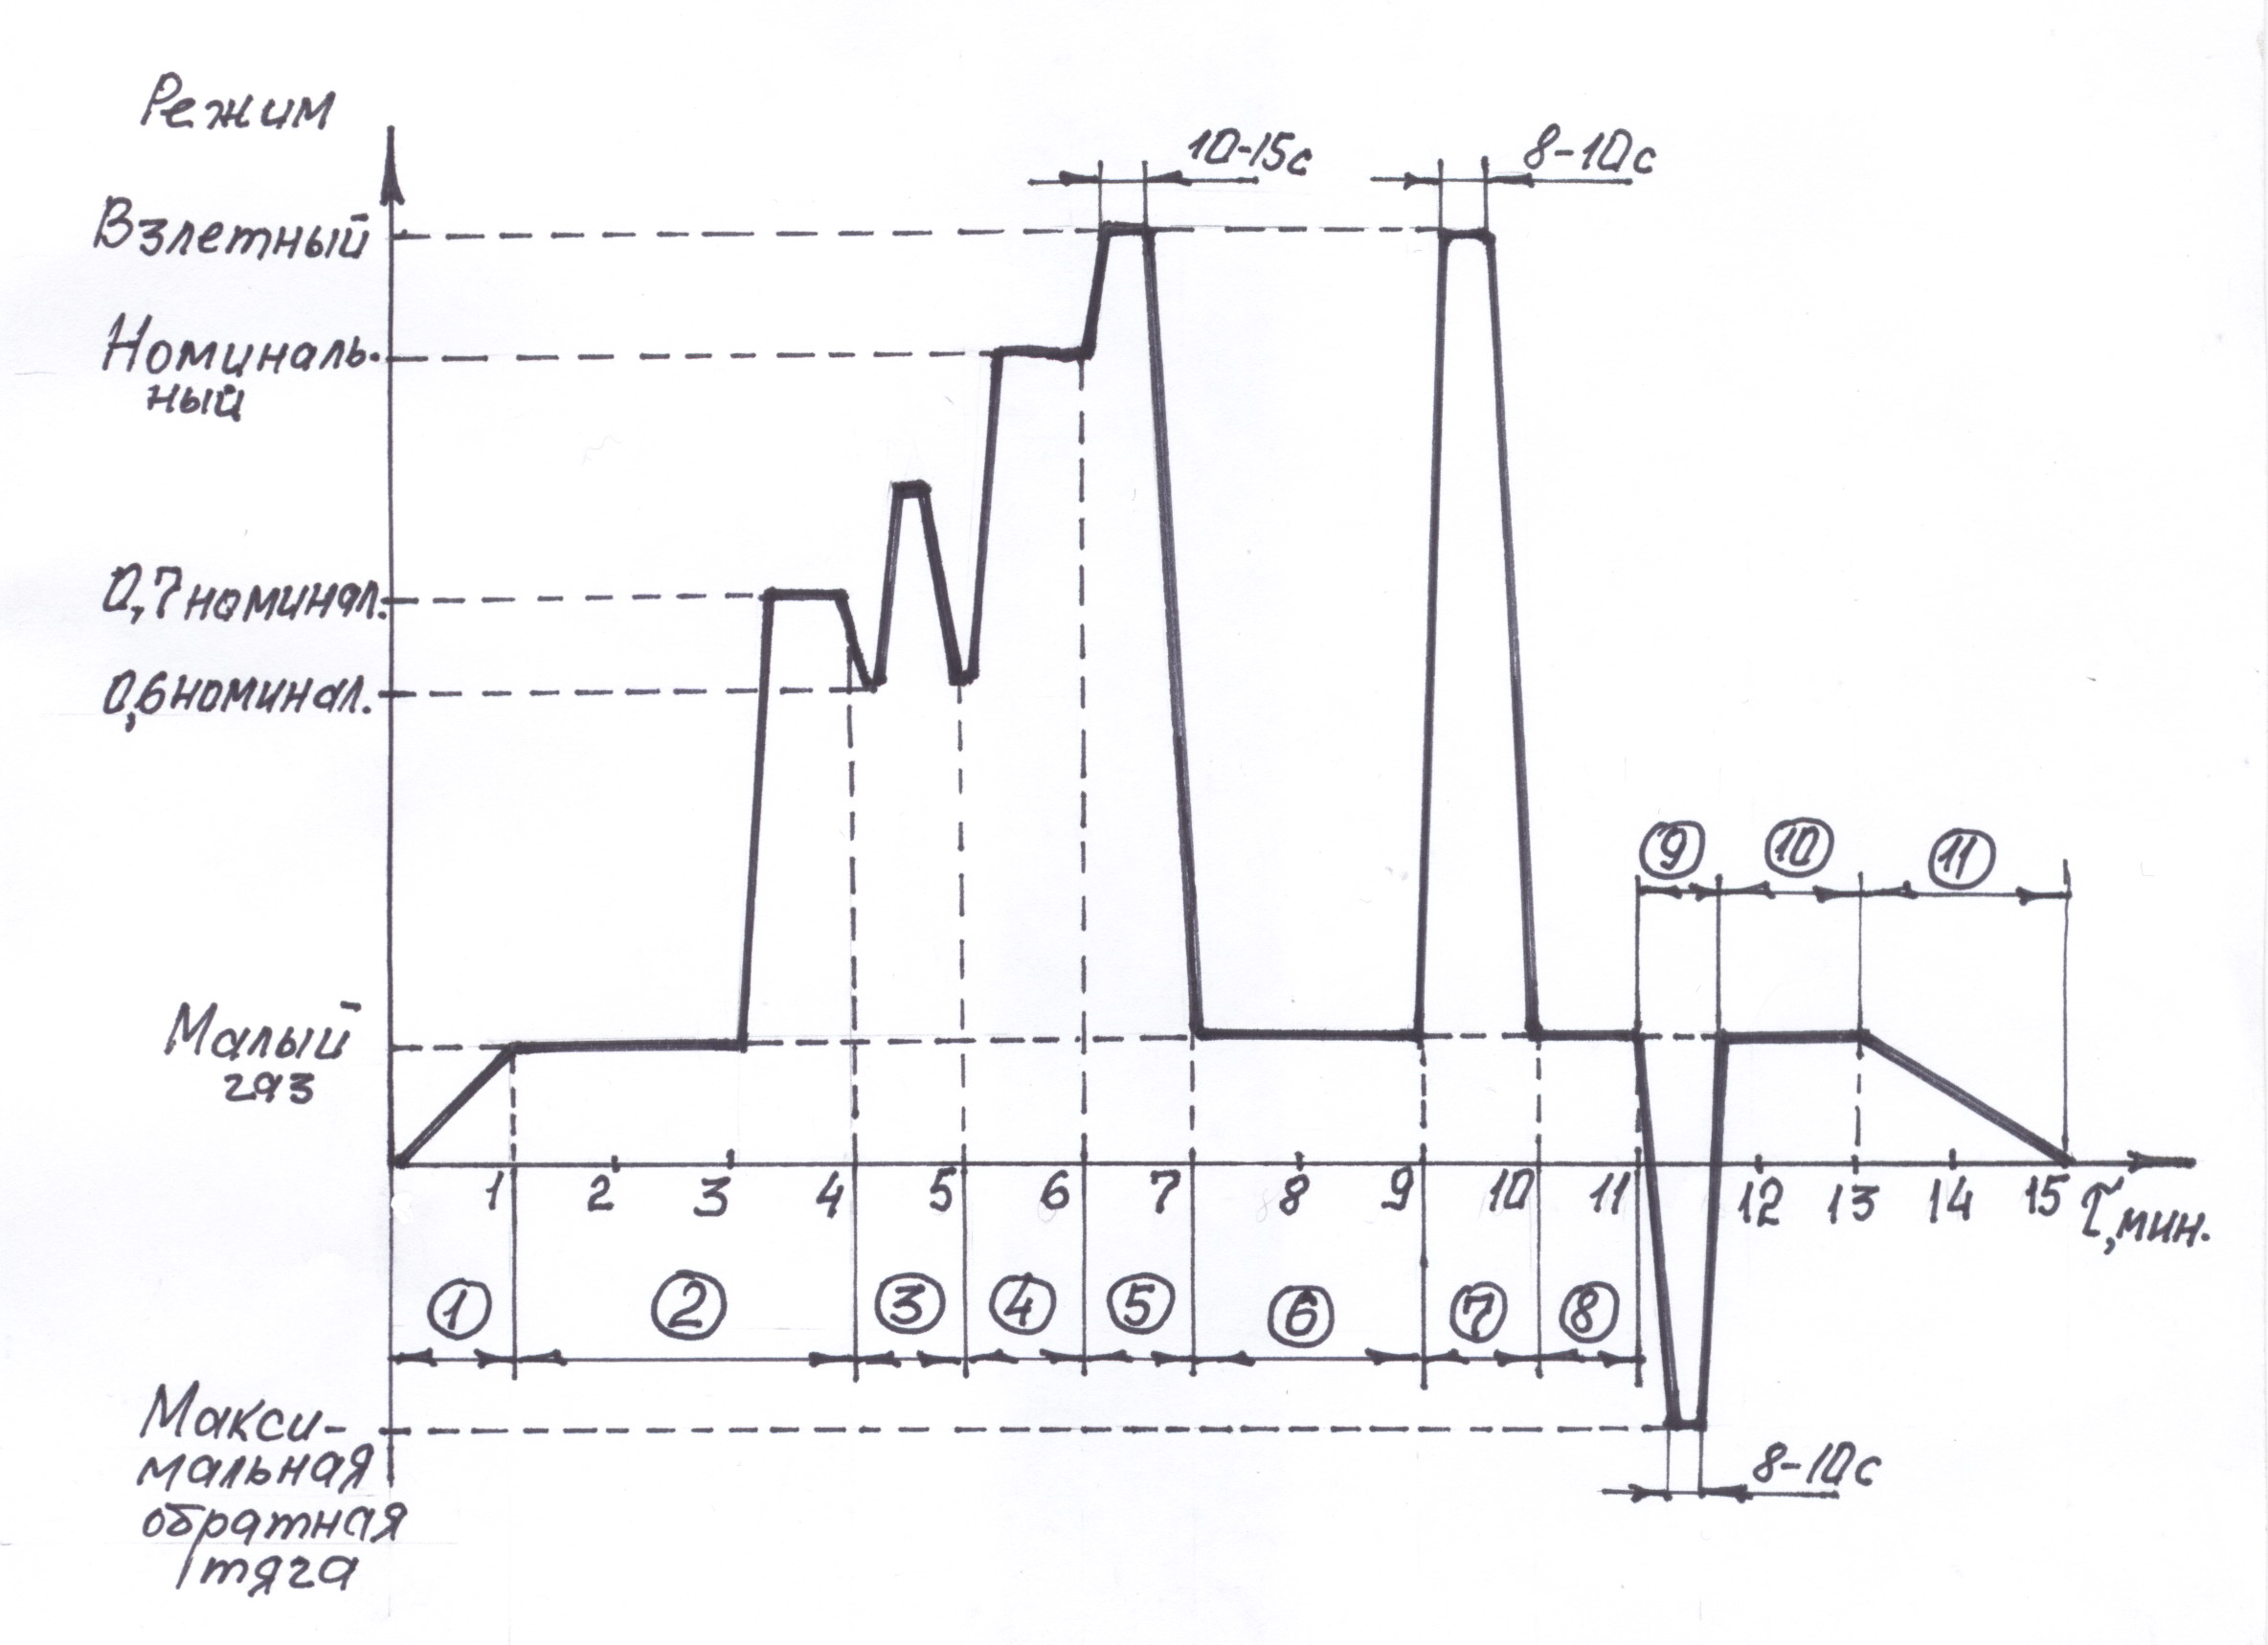 Режим
10-15с
8-10с
Взлетный
Номиналь-
ный
0,7 номинал.
0,6 номинал.
9 10 11
Малый
газ
1 2 3 4 5 6 7 8 9 10 11 12 13 14 15 τ, мин.
1 2 3 4 5 6 7 8
Макси-
мальная
обратная
тяга
8-10с